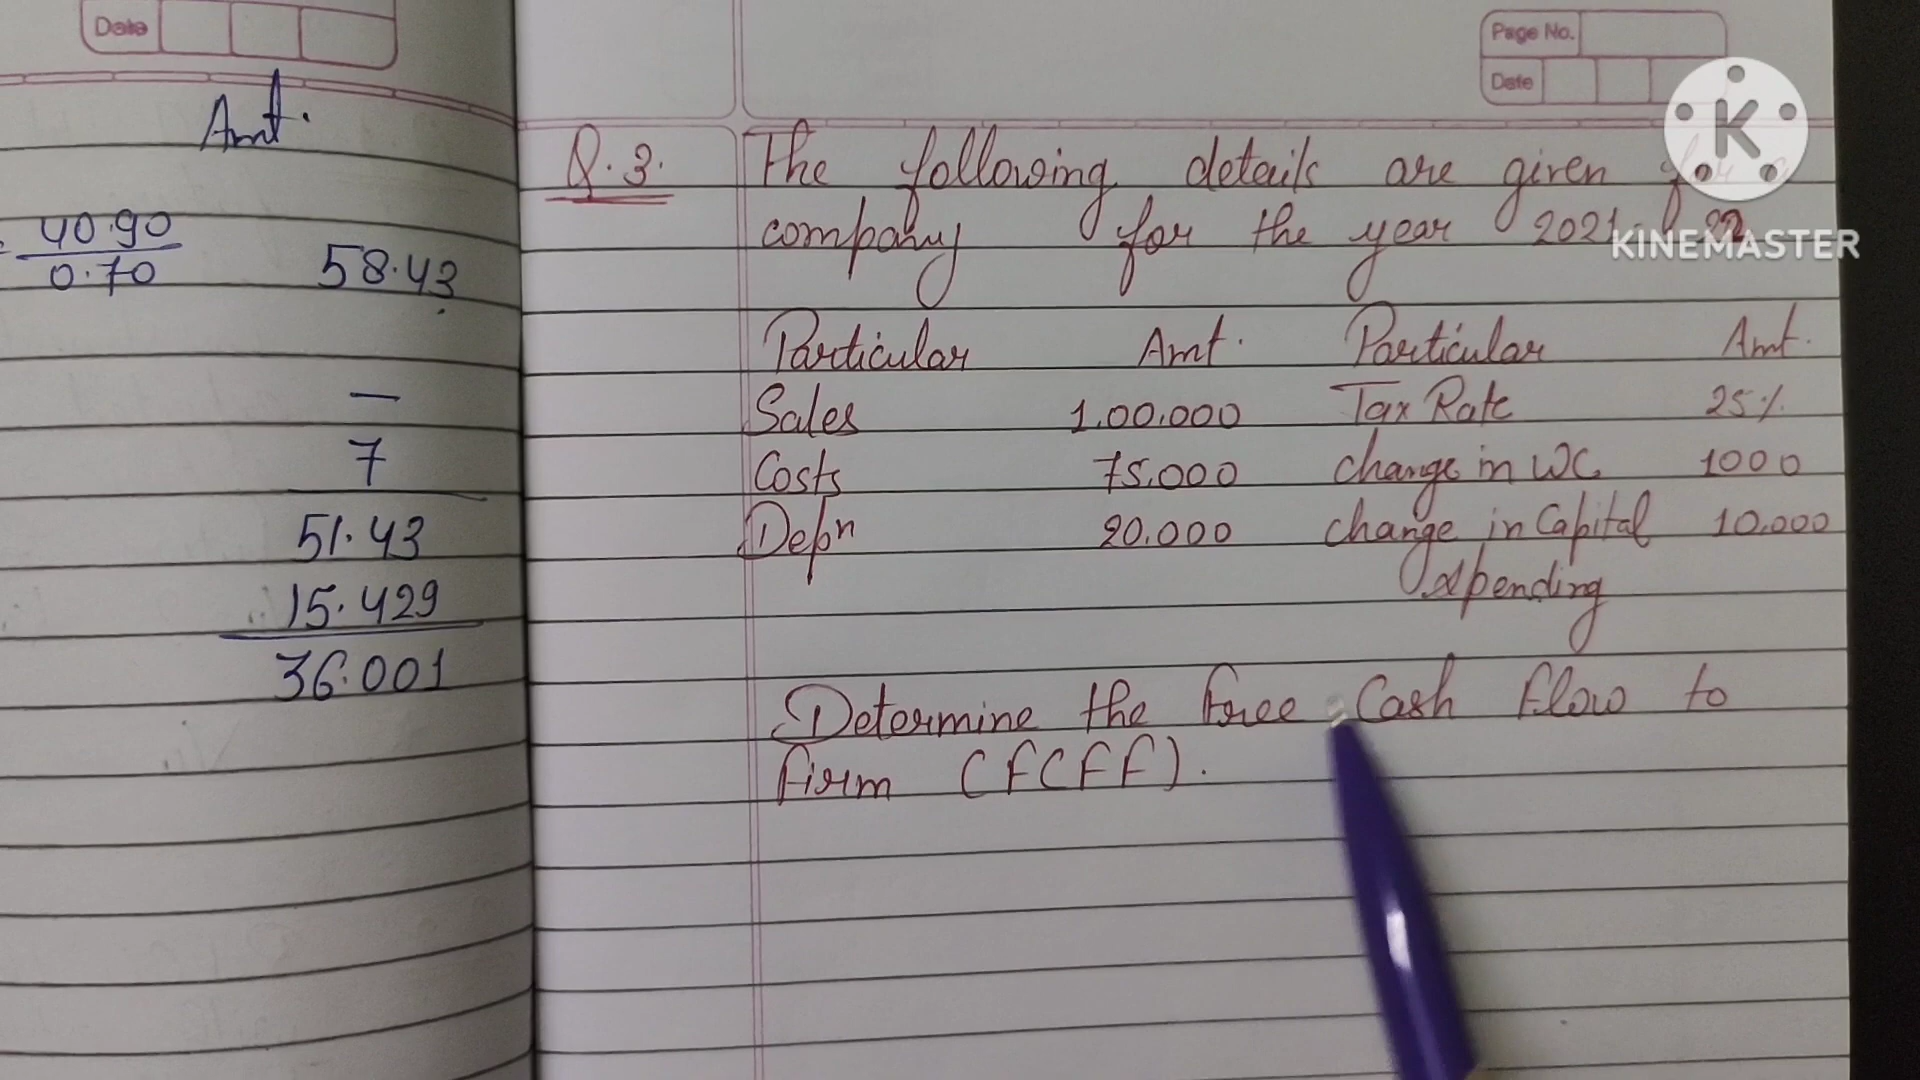 Date
Amt.
40.90
0.70
58.43
—
7
51.43
15.429
36.001
Page No.
Date
K
KINEMASTER
Q.3. The following details are given
company for the year 2021-22
Particular Amt. Particular Amt.
Sales 1,00,000 Tax Rate 25%
Costs 75,000 change in WC 1000
Depn 20,000 change in Capital 10,000
spending
Determine the Free Cash Flow to
Firm (FCFF).